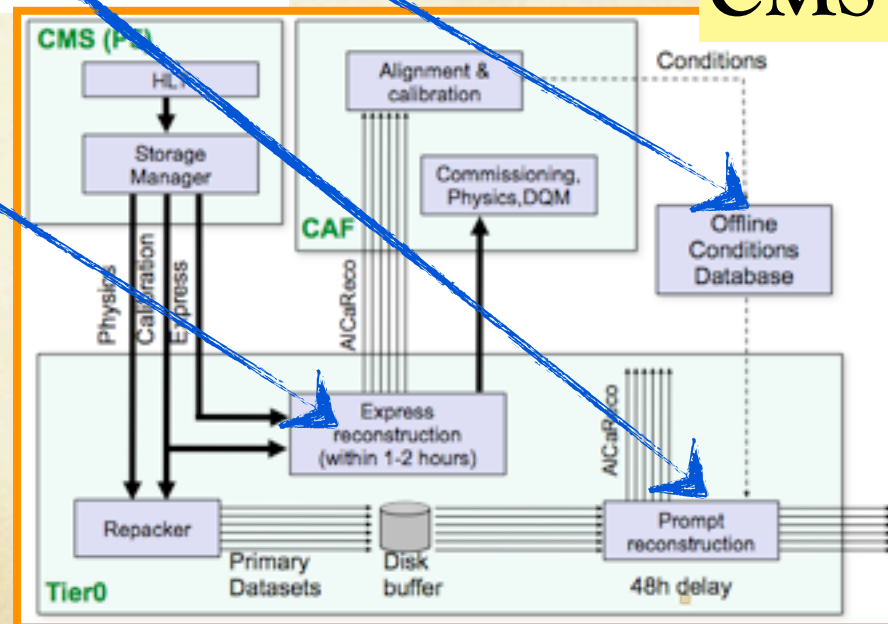 CMS
CMS (P5)
HLT
Storage
Manager
Alignment &
calibration
Commissioning,
Physics,DQM
CAF
Conditions
Offline
Conditions
Database
Physics
Calibration
Express
AlCaReco
Express
reconstruction
(within 1-2 hours)
AlCaReco
Repacker
Primary
Datasets
Disk
buffer
Prompt
reconstruction
48h delay
Tier0